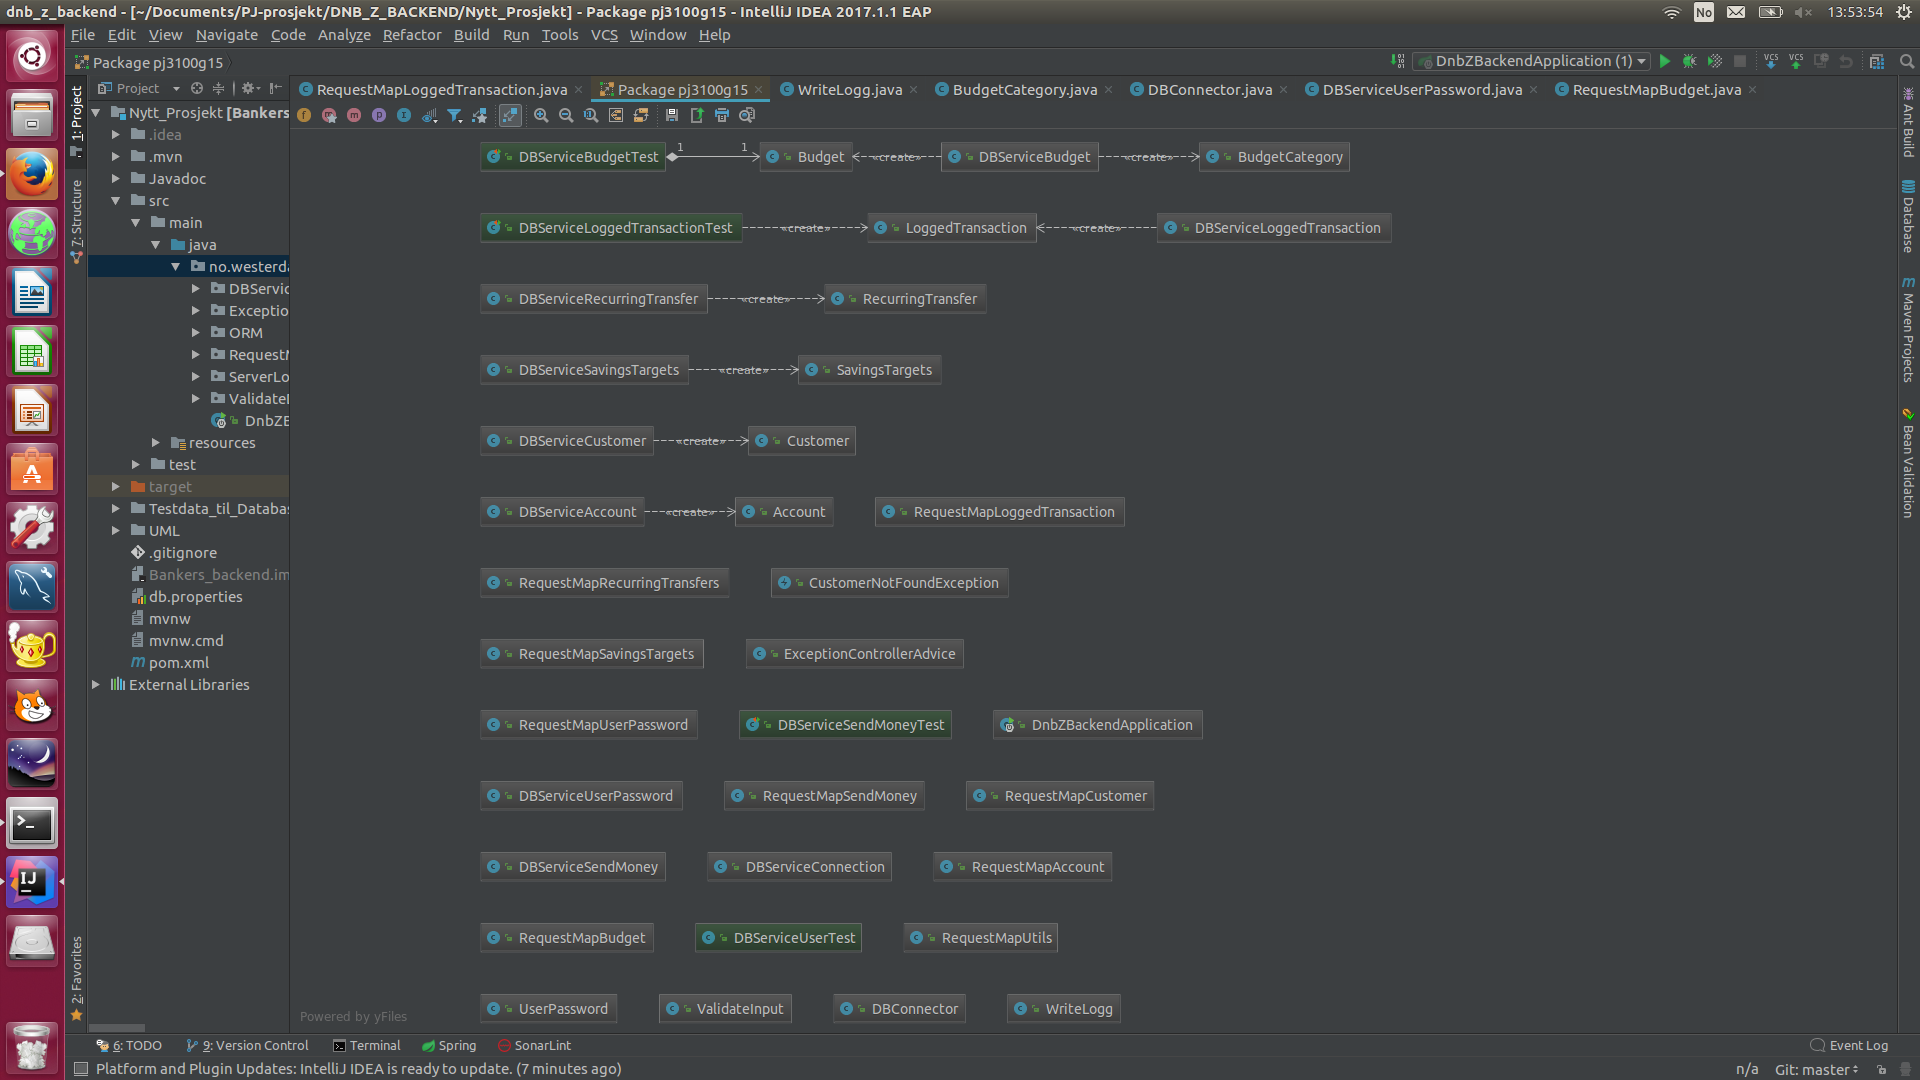 dnb_z_backend - [~/Documents/PJ-prosjekt/DNB_Z_BACKEND/Nytt_Prosjekt] - Package pj3100g15 - IntelliJ IDEA 2017.1.1 EAP
No 13:53:54
File Edit View Navigate Code Analyze Refactor Build Run Tools VCS Window Help
Package pj3100g15
DnbZBackendApplication (1) VCS VCS
Project
RequestMapLoggedTransaction.java Package pj3100g15 WriteLogg.java BudgetCategory.java DBConnector.java DBServiceUserPassword.java RequestMapBudget.java
1: Project
7: Structure
2: Favorites
Nytt_Prosjekt [Bankers
.idea
.mvn
Javadoc
src
main
java
no.westerda
DBServic
Exceptio
ORM
RequestM
ServerLo
ValidateI
DnbZB
resources
test
target
Testdata_til_Databas
UML
.gitignore
Bankers_backend.im
db.properties
mvnw
mvnw.cmd
pom.xml
External Libraries
DBServiceBudgetTest 1 1 Budget «create» DBServiceBudget «create» BudgetCategory
DBServiceLoggedTransactionTest «create» LoggedTransaction «create» DBServiceLoggedTransaction
DBServiceRecurringTransfer «create» RecurringTransfer
DBServiceSavingsTargets «create» SavingsTargets
DBServiceCustomer «create» Customer
DBServiceAccount «create» Account RequestMapLoggedTransaction
RequestMapRecurringTransfers CustomerNotFoundException
RequestMapSavingsTargets ExceptionControllerAdvice
RequestMapUserPassword DBServiceSendMoneyTest DnbZBackendApplication
DBServiceUserPassword RequestMapSendMoney RequestMapCustomer
DBServiceSendMoney DBServiceConnection RequestMapAccount
RequestMapBudget DBServiceUserTest RequestMapUtils
UserPassword ValidateInput DBConnector WriteLogg
Powered by yFiles
Ant Build
Database
Maven Projects
Bean Validation
6: TODO 9: Version Control Terminal Spring SonarLint Event Log
Platform and Plugin Updates: IntelliJ IDEA is ready to update. (7 minutes ago) n/a Git: master